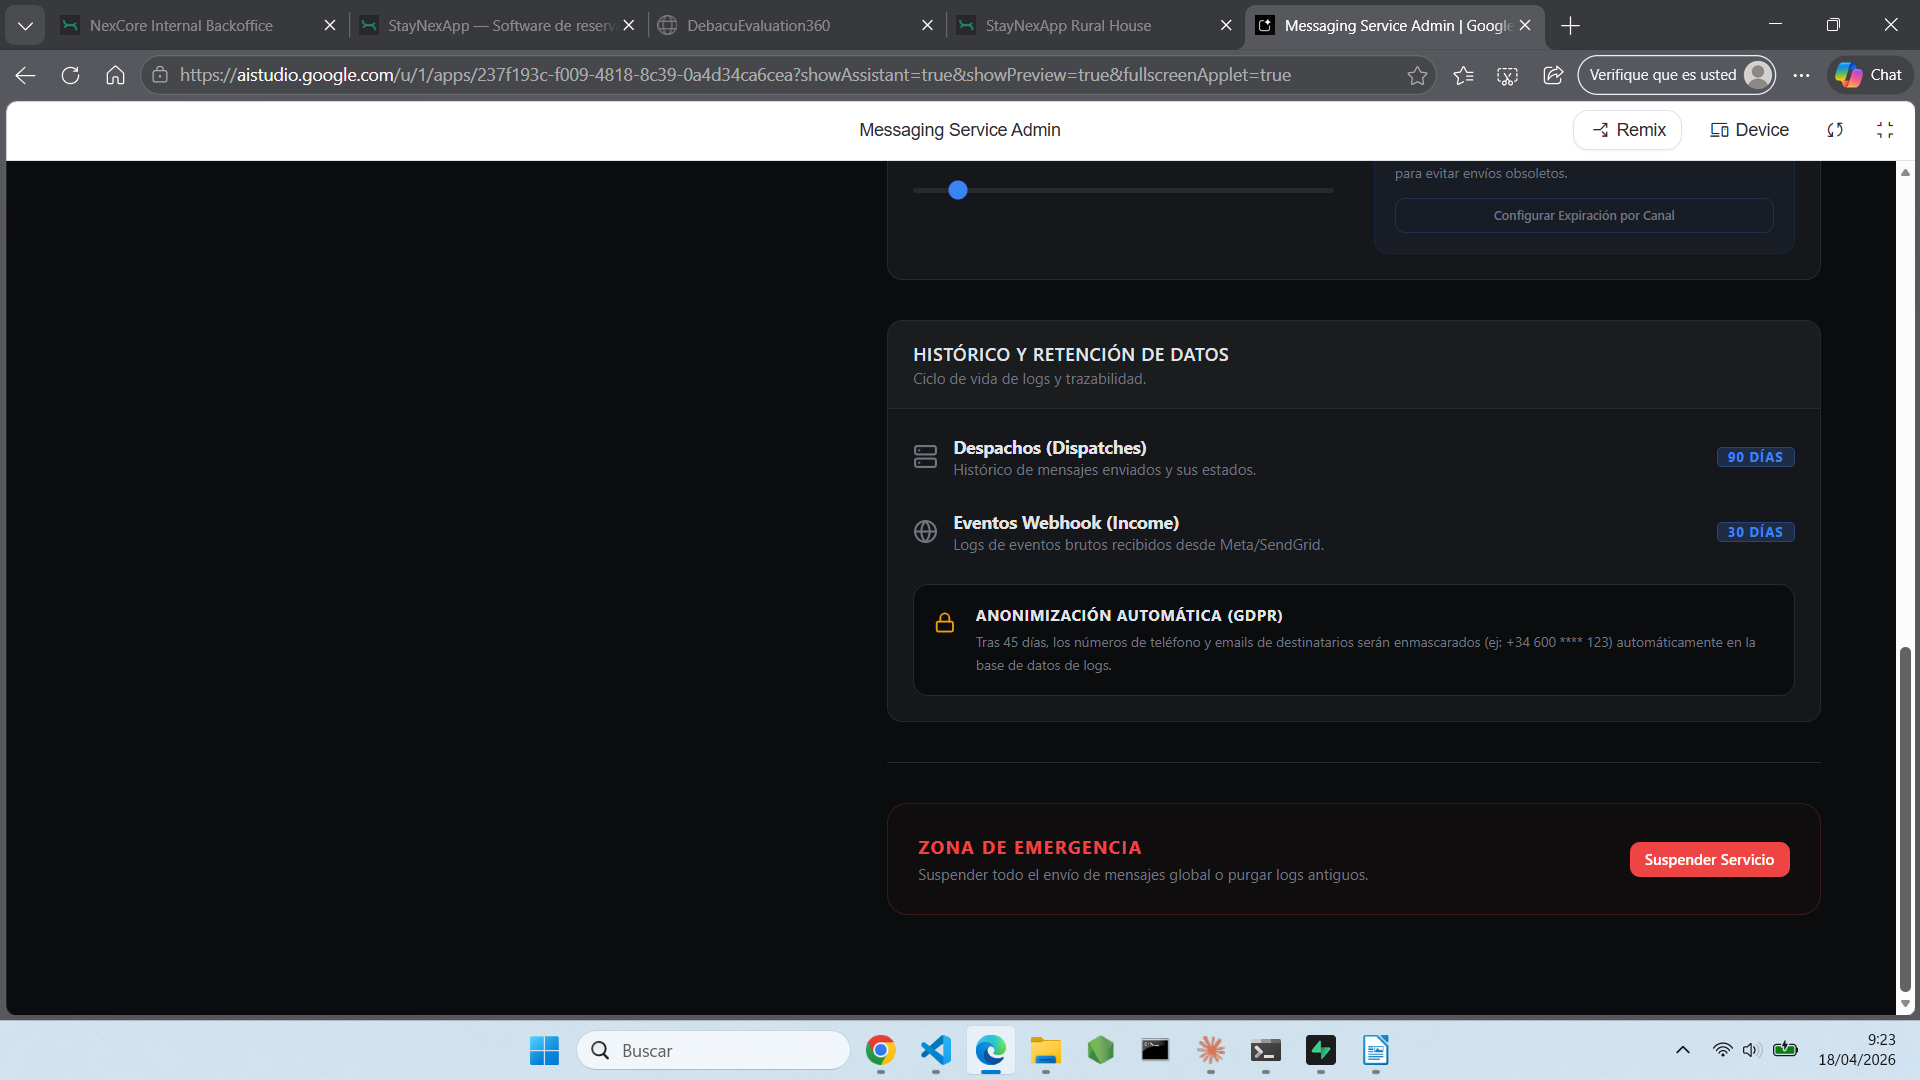 NexCore Internal Backoffice
StayNexApp — Software de reserv
DebacuEvaluation360
StayNexApp Rural House
Messaging Service Admin | Google
https://aistudio.google.com/u/1/apps/237f193c-f009-4818-8c39-0a4d34ca6cea?showAssistant=true&showPreview=true&fullscreenApplet=true
Verifique que es usted
Chat
Messaging Service Admin
Remix
Device
para evitar envíos obsoletos.
Configurar Expiración por Canal
HISTÓRICO Y RETENCIÓN DE DATOS
Ciclo de vida de logs y trazabilidad.
Despachos (Dispatches)
Histórico de mensajes enviados y sus estados.
90 DÍAS
Eventos Webhook (Income)
Logs de eventos brutos recibidos desde Meta/SendGrid.
30 DÍAS
ANONIMIZACIÓN AUTOMÁTICA (GDPR)
Tras 45 días, los números de teléfono y emails de destinatarios serán enmascarados (ej: +34 600 **** 123) automáticamente en la
base de datos de logs.
ZONA DE EMERGENCIA
Suspender todo el envío de mensajes global o purgar logs antiguos.
Suspender Servicio
Buscar
9:23
18/04/2026